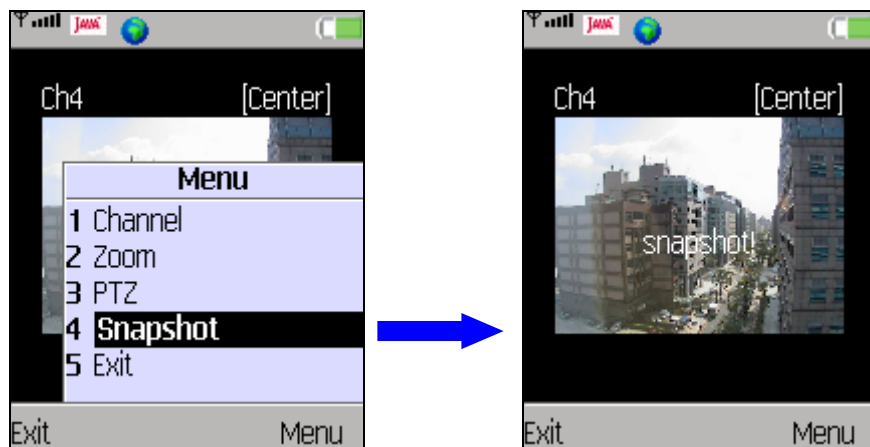 JAVA
Ch4 [Center]
Menu
1 Channel
2 Zoom
3 PTZ
4 Snapshot
5 Exit
Exit Menu
JAVA
Ch4 [Center]
snapshot!
Exit Menu